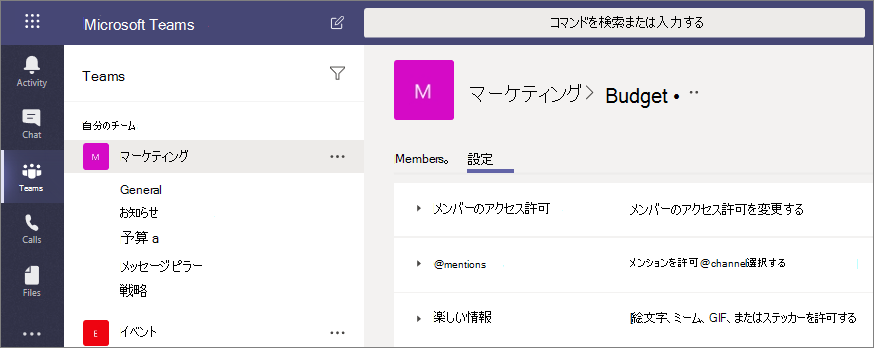 Microsoft Teams
コマンドを検索または入力する
Activity
Chat
Teams
Calls
Files
Teams
自分のチーム
M マーケティング
General
お知らせ
予算 a
メッセージピラー
戦略
E イベント
M マーケティング > Budget •
Members。 設定
メンバーのアクセス許可 メンバーのアクセス許可を変更する
@mentions メンションを許可@channel選択する
楽しい情報 絵文字、ミーム、GIF、またはステッカーを許可する